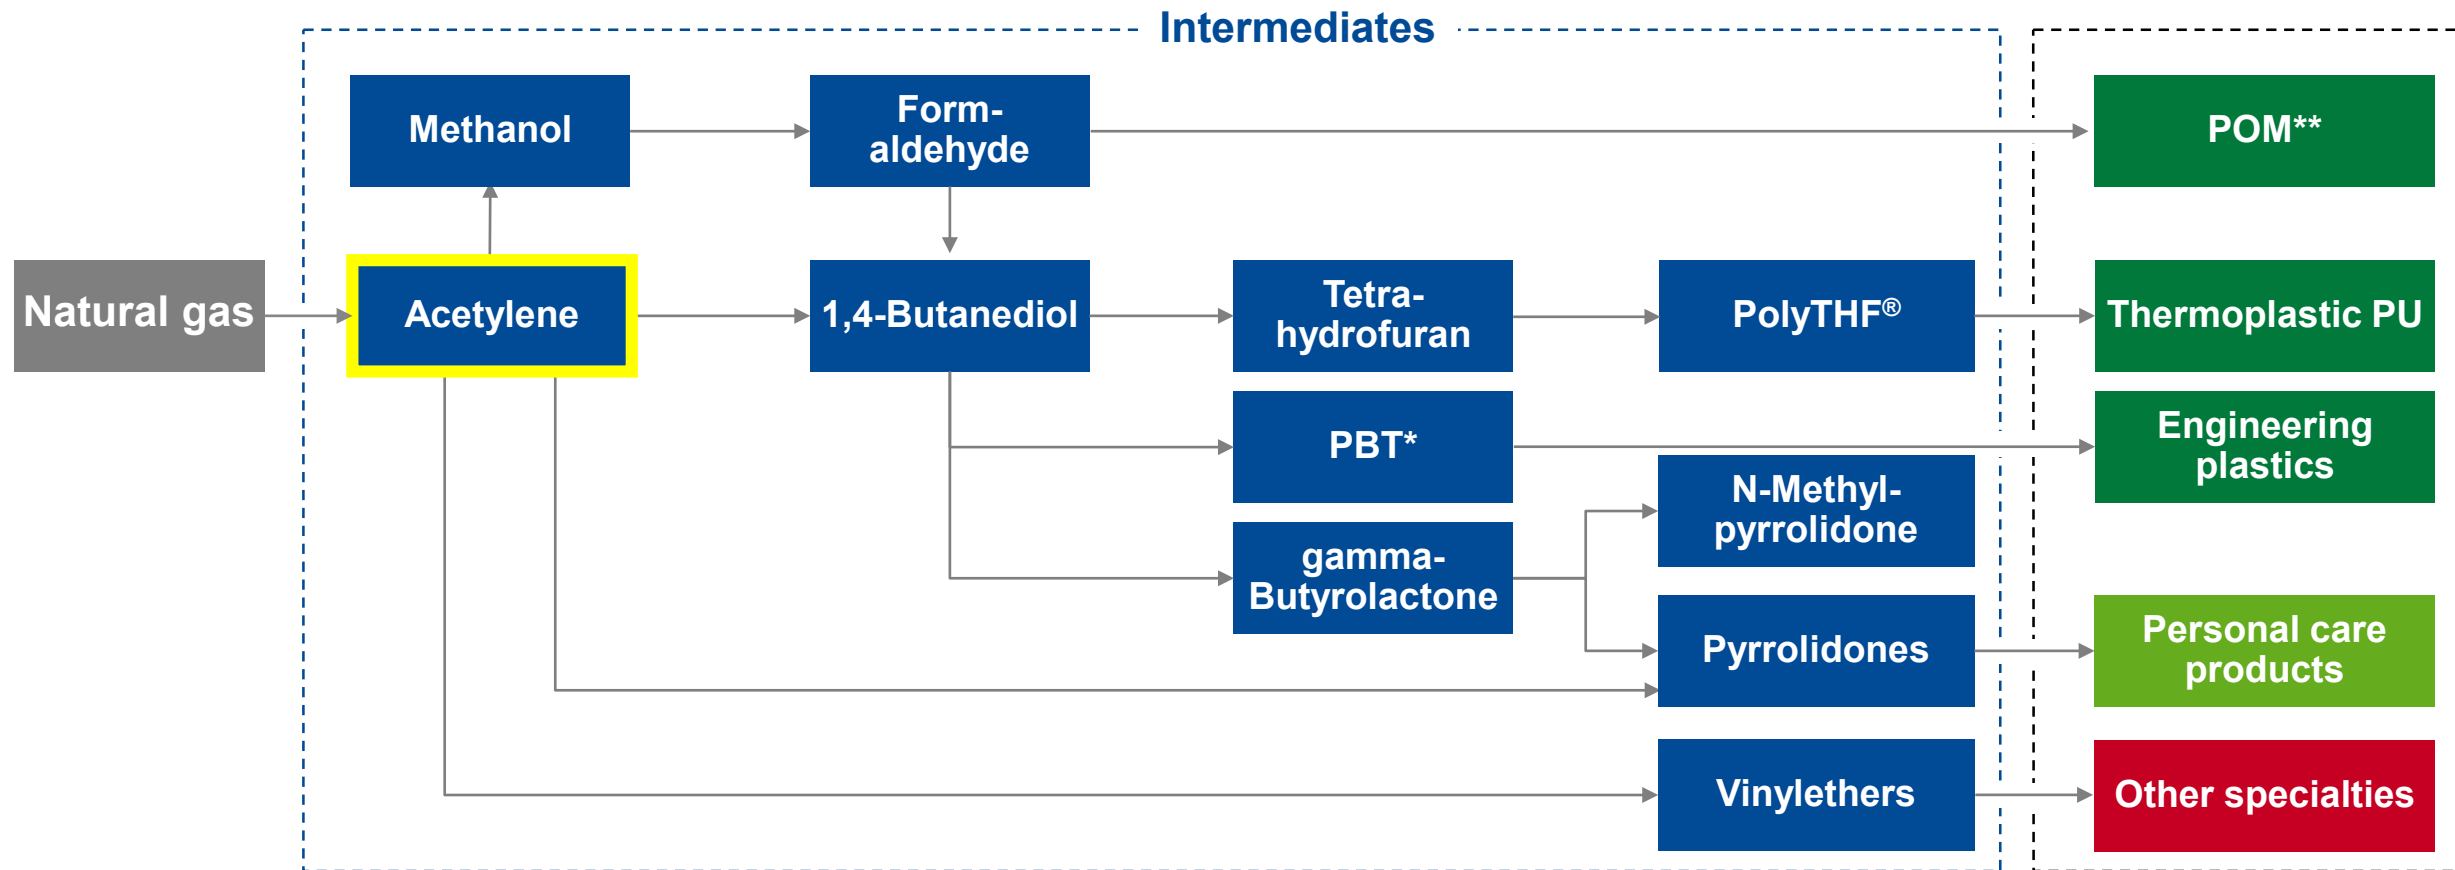 Intermediates
Methanol
Form-
aldehyde
POM**
Natural gas
Acetylene
1,4-Butanediol
Tetra-
hydrofuran
PolyTHF®
Thermoplastic PU
PBT*
Engineering
plastics
N-Methyl-
pyrrolidone
gamma-
Butyrolactone
Pyrrolidones
Personal care
products
Vinylethers
Other specialties